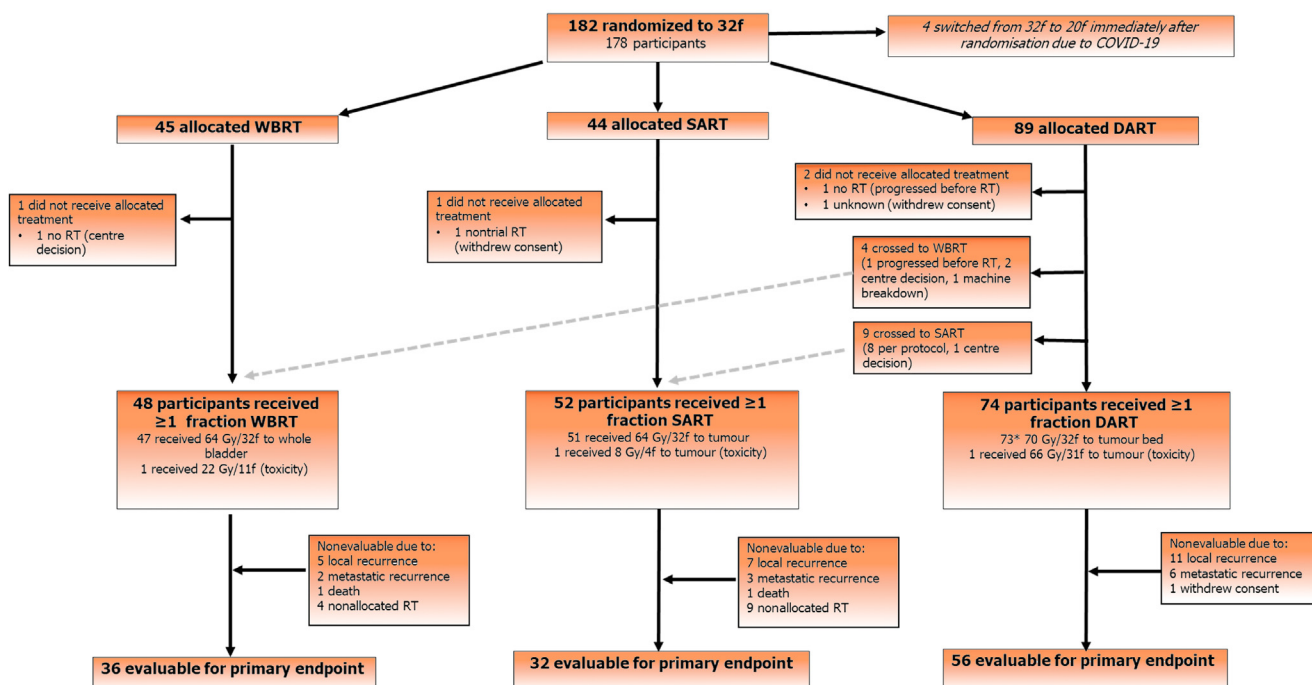 182 randomized to 32f
178 participants
4 switched from 32f to 20f immediately after
randomisation due to COVID-19
45 allocated WBRT
44 allocated SART
89 allocated DART
1 did not receive allocated
treatment
• 1 no RT (centre
decision)
1 did not receive allocated
treatment
• 1 nontrial RT
(withdrew consent)
2 did not receive allocated treatment
• 1 no RT (progressed before RT)
• 1 unknown (withdrew consent)
4 crossed to WBRT
(1 progressed before RT, 2
centre decision, 1 machine
breakdown)
9 crossed to SART
(8 per protocol, 1 centre
decision)
48 participants received
≥1 fraction WBRT
47 received 64 Gy/32f to whole
bladder
1 received 22 Gy/11f (toxicity)
52 participants received ≥1
fraction SART
51 received 64 Gy/32f to tumour
1 received 8 Gy/4f to tumour (toxicity)
74 participants received ≥1
fraction DART
73* 70 Gy/32f to tumour bed
1 received 66 Gy/31f to tumour (toxicity)
Nonevaluable due to:
5 local recurrence
2 metastatic recurrence
1 death
4 nonallocated RT
Nonevaluable due to:
7 local recurrence
3 metastatic recurrence
1 death
9 nonallocated RT
Nonevaluable due to:
11 local recurrence
6 metastatic recurrence
1 withdrew consent
36 evaluable for primary endpoint
32 evaluable for primary endpoint
56 evaluable for primary endpoint